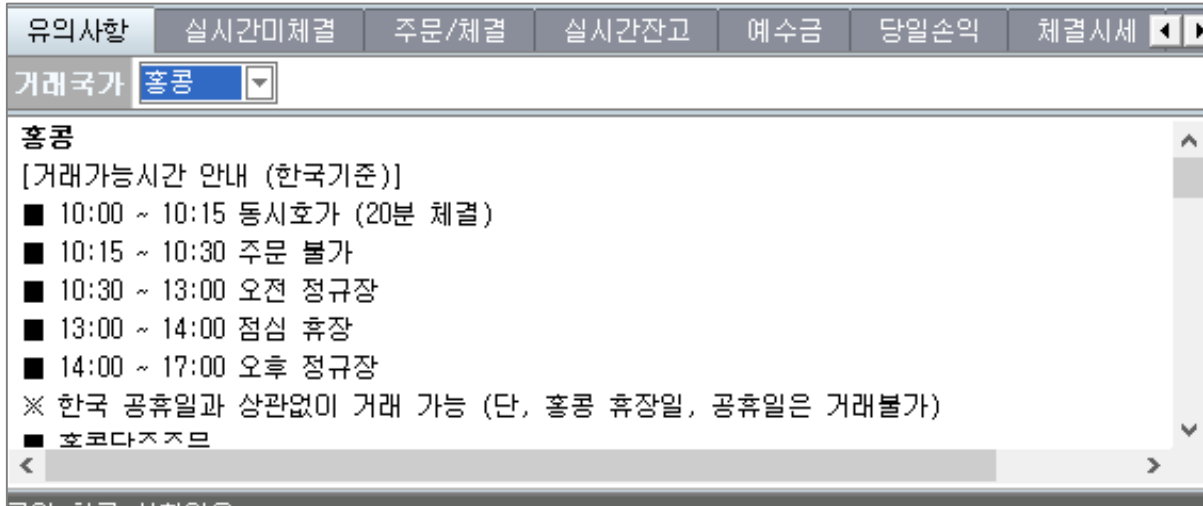 유의사항 실시간미체결 주문/체결 실시간잔고 예수금 당일손익 체결시세
거래국가 홍콩
홍콩
[거래가능시간 안내 (한국기준)]
■ 10:00 ~ 10:15 동시호가 (20분 체결)
■ 10:15 ~ 10:30 주문 불가
■ 10:30 ~ 13:00 오전 정규장
■ 13:00 ~ 14:00 점심 휴장
■ 14:00 ~ 17:00 오후 정규장
※ 한국 공휴일과 상관없이 거래 가능 (단, 홍콩 휴장일, 공휴일은 거래불가)
■ 홍콩단주주문